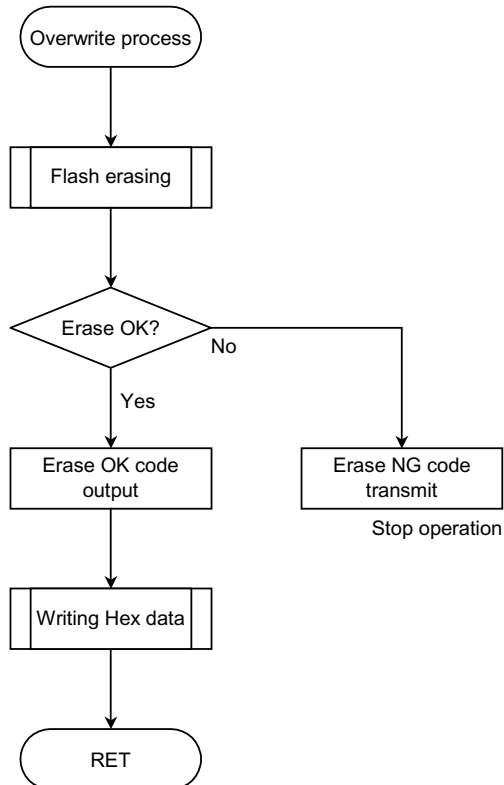 Overwrite process
Flash erasing
Erase OK?
No
Yes
Erase OK code
output
Erase NG code
transmit
Stop operation
Writing Hex data
RET